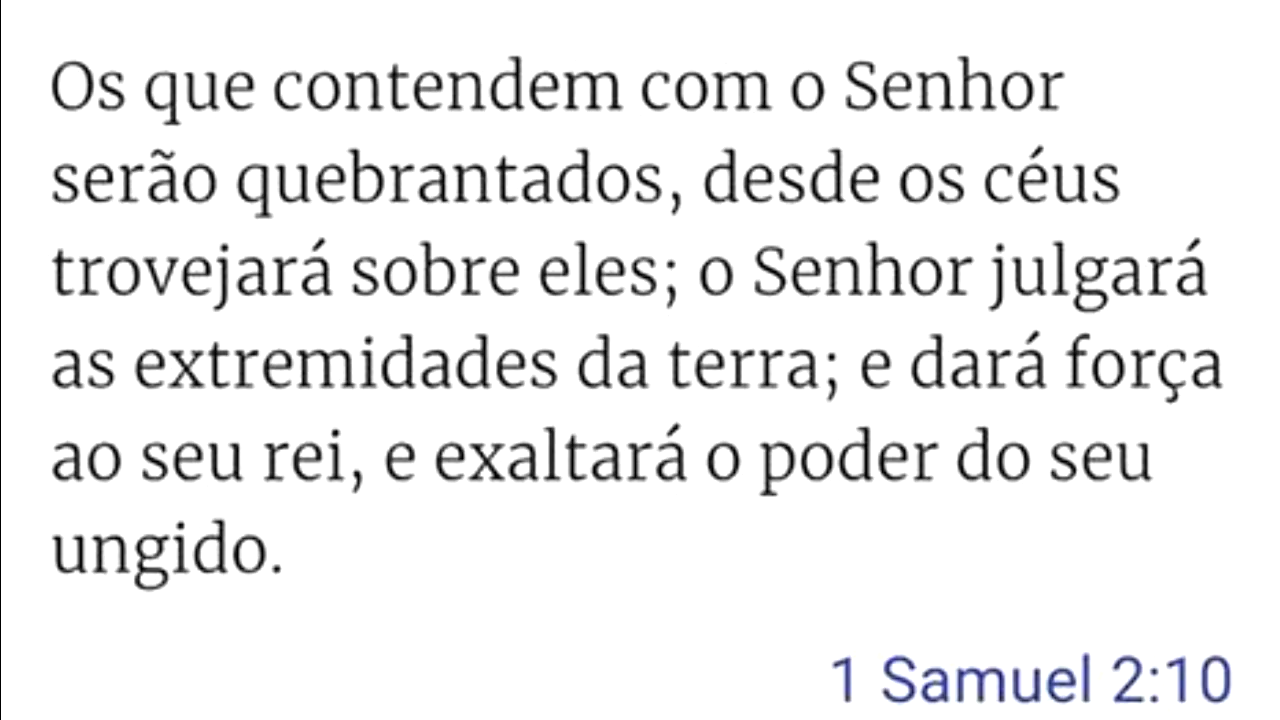 Os que contendem com o Senhor
serão quebrantados, desde os céus
trovejará sobre eles; o Senhor julgará
as extremidades da terra; e dará força
ao seu rei, e exaltará o poder do seu
ungido.
1 Samuel 2:10